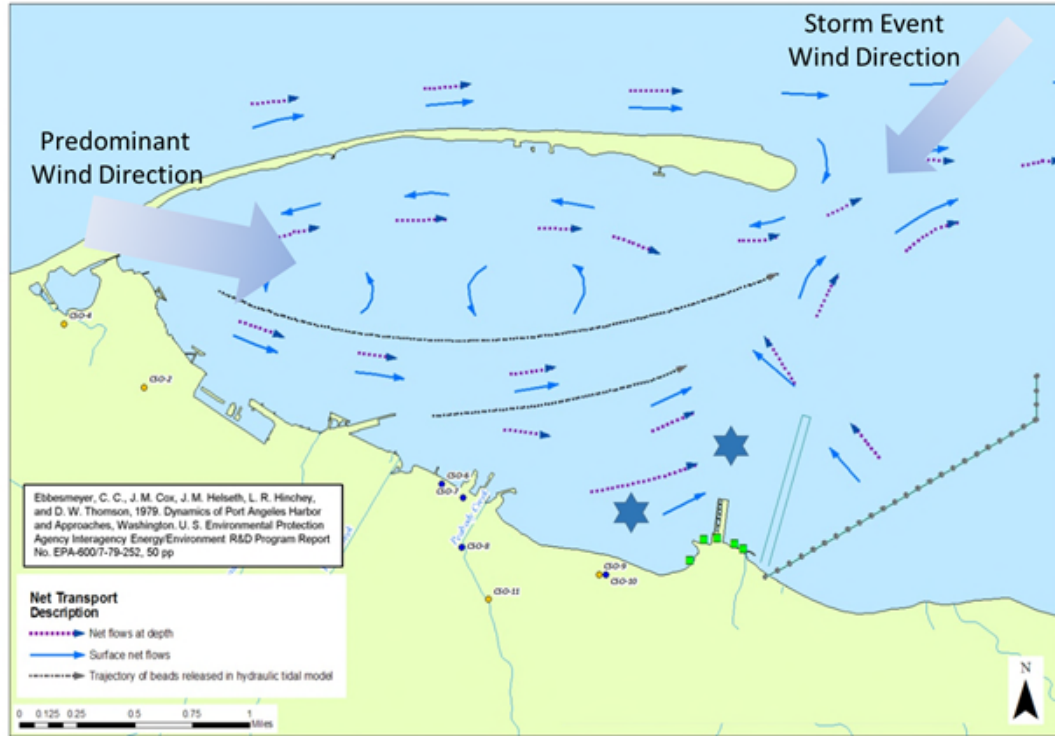 Storm Event
Wind Direction
Predominant
Wind Direction
CSO-4
CSO-2
CSO-6
CSO-7
Peabody Creek
CSO-8
CSO-9
CSO-10
CSO-11
Ebbesmeyer, C. C., J. M. Cox, J. M. Helseth, L. R. Hinchey,
and D. W. Thomson, 1979. Dynamics of Port Angeles Harbor
and Approaches, Washington. U. S. Environmental Protection
Agency Interagency Energy/Environment R&D Program Report
No. EPA-600/7-79-252, 50 pp
Net Transport
Description
Net flows at depth
Surface net flows
Trajectory of beads released in hydraulic tidal model
0 0.125 0.25 0.5 0.75 1
Miles
N